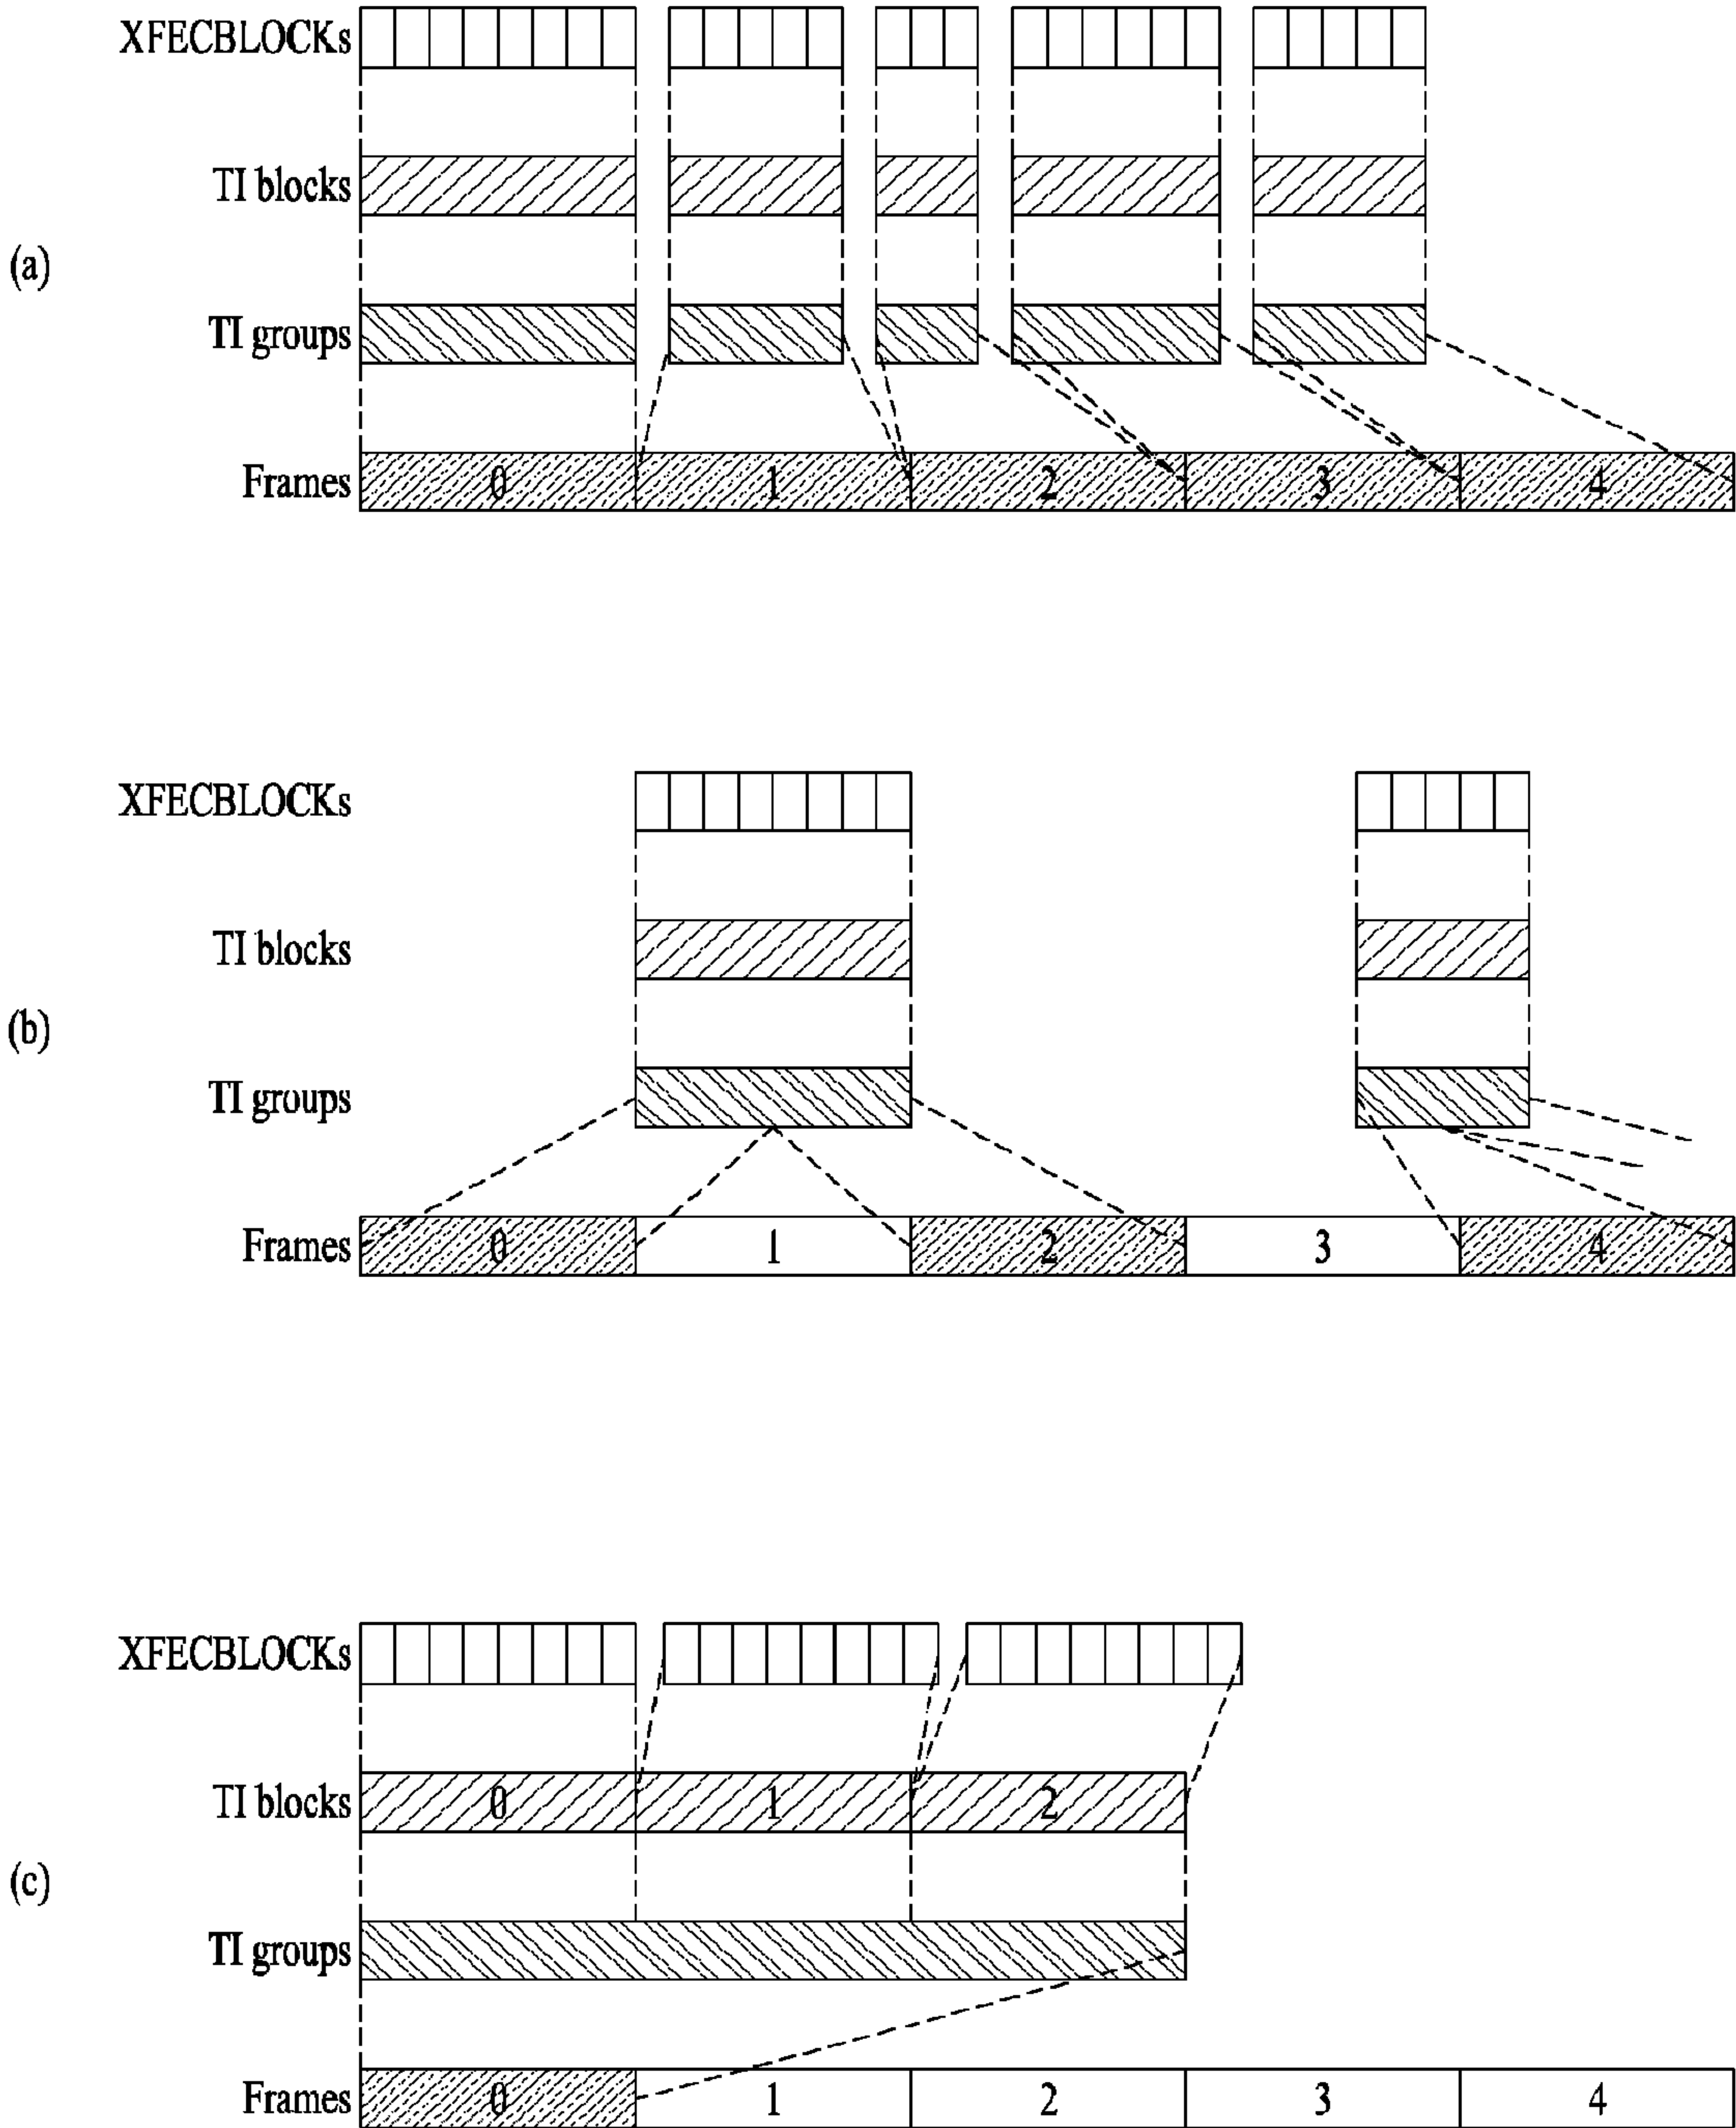 XFECBLOCKs
TI blocks
(a)
TI groups
Frames 0 1 2 3 4
XFECBLOCKs
TI blocks
(b)
TI groups
Frames 0 1 2 3 4
XFECBLOCKs
TI blocks 0 1 2
(c)
TI groups
Frames 0 1 2 3 4